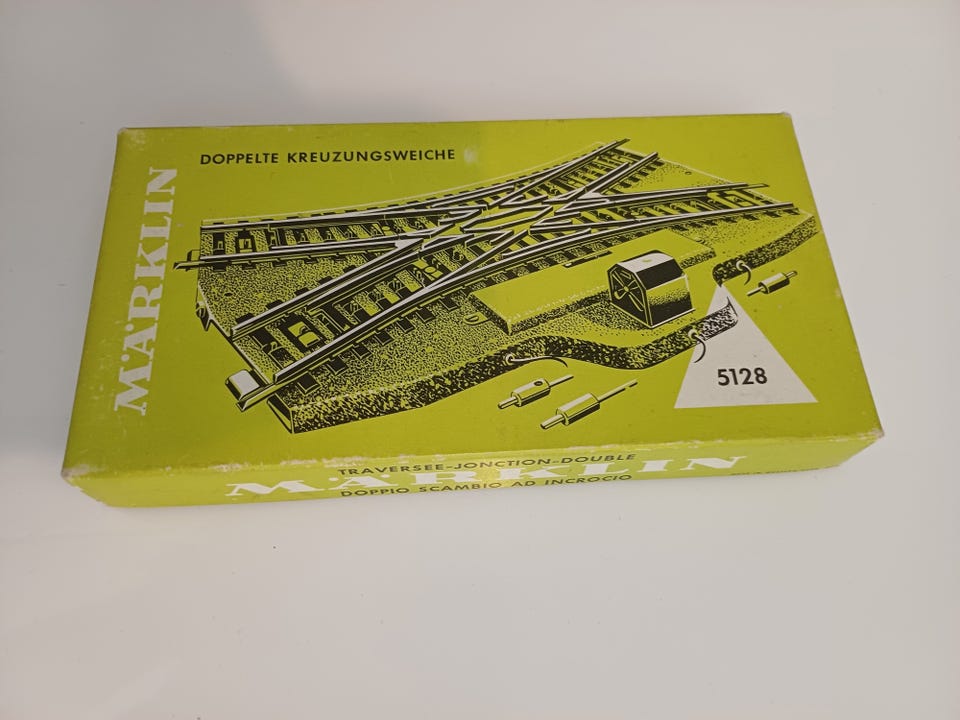 DOPPELTE KREUZUNGSWEICHE
MÄRKLIN
5128
TRAVERSEE-JONCTION-DOUBLE
MÄRKLIN
DOPPIO SCAMBIO AD INCROCIO